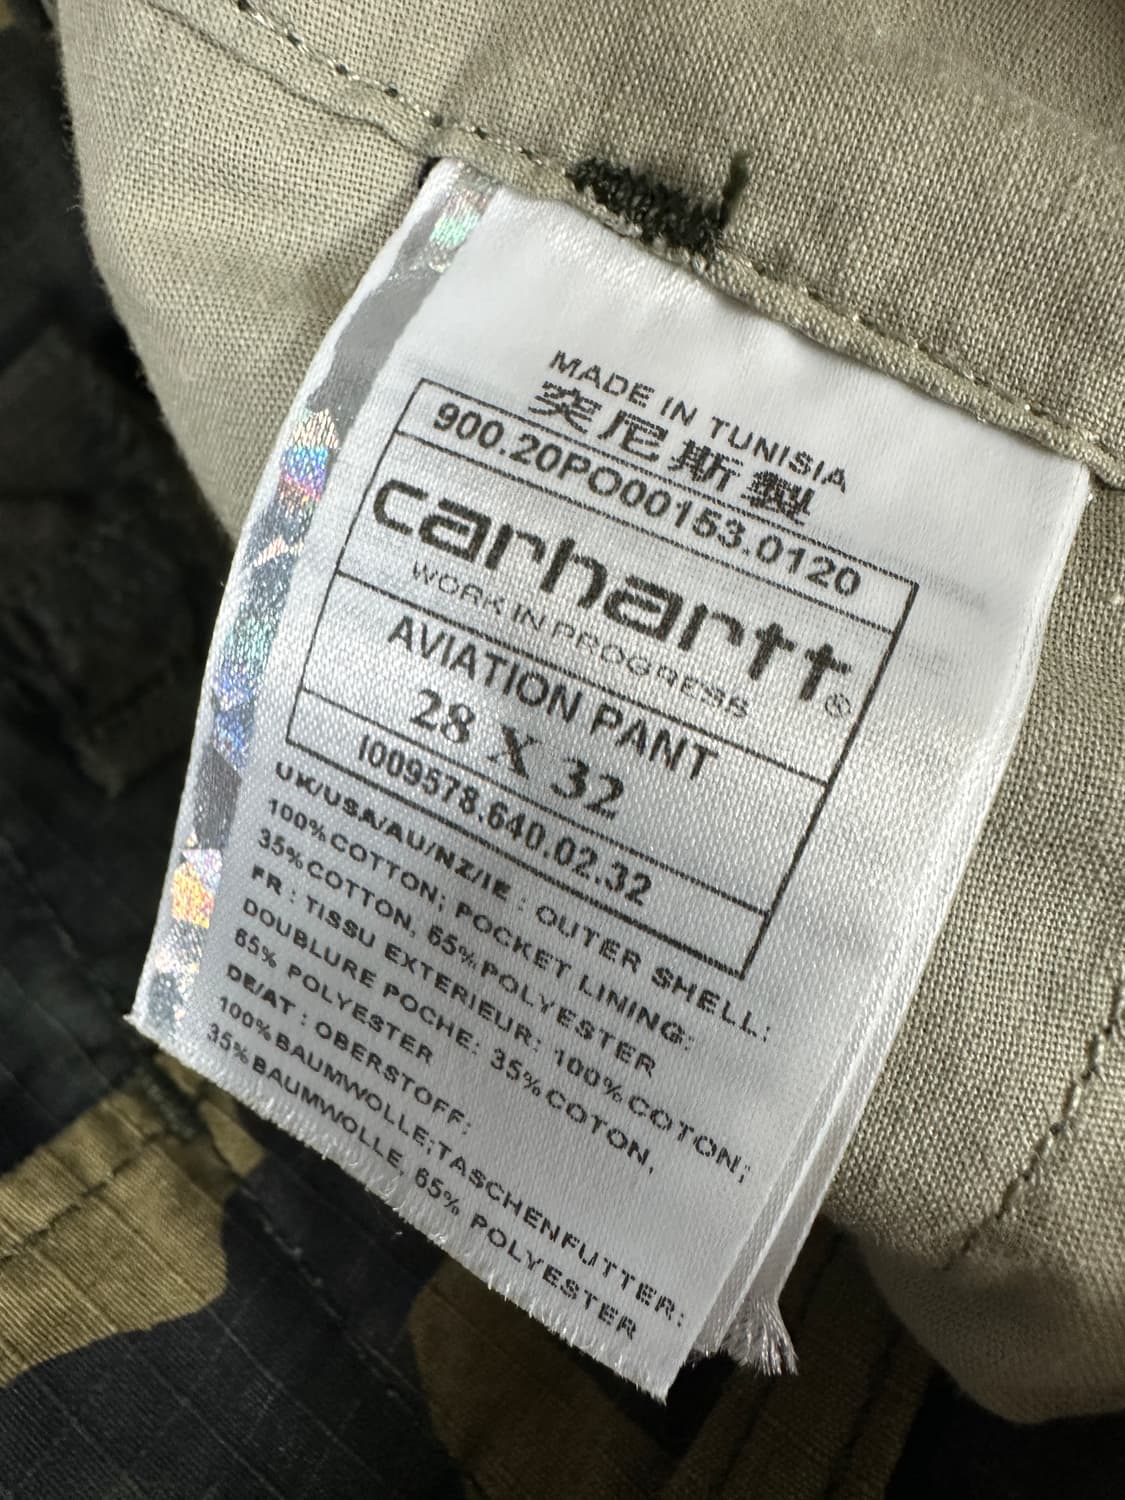 MADE IN TUNISIA
突尼斯製
900.20PO00153.0120
carhartt®
WORK IN PROGRESS
AVIATION PANT
28 X 32
I009578.640.02.32
UK/USA/AU/NZ/IE : OUTER SHELL:
100%COTTON; POCKET LINING:
35%COTTON, 65%POLYESTER
FR : TISSU EXTERIEUR: 100%COTON;
DOUBLURE POCHE: 35%COTON,
65% POLYESTER
DE/AT : OBERSTOFF:
100%BAUMWOLLE;TASCHENFUTTER:
35%BAUMWOLLE, 65% POLYESTER